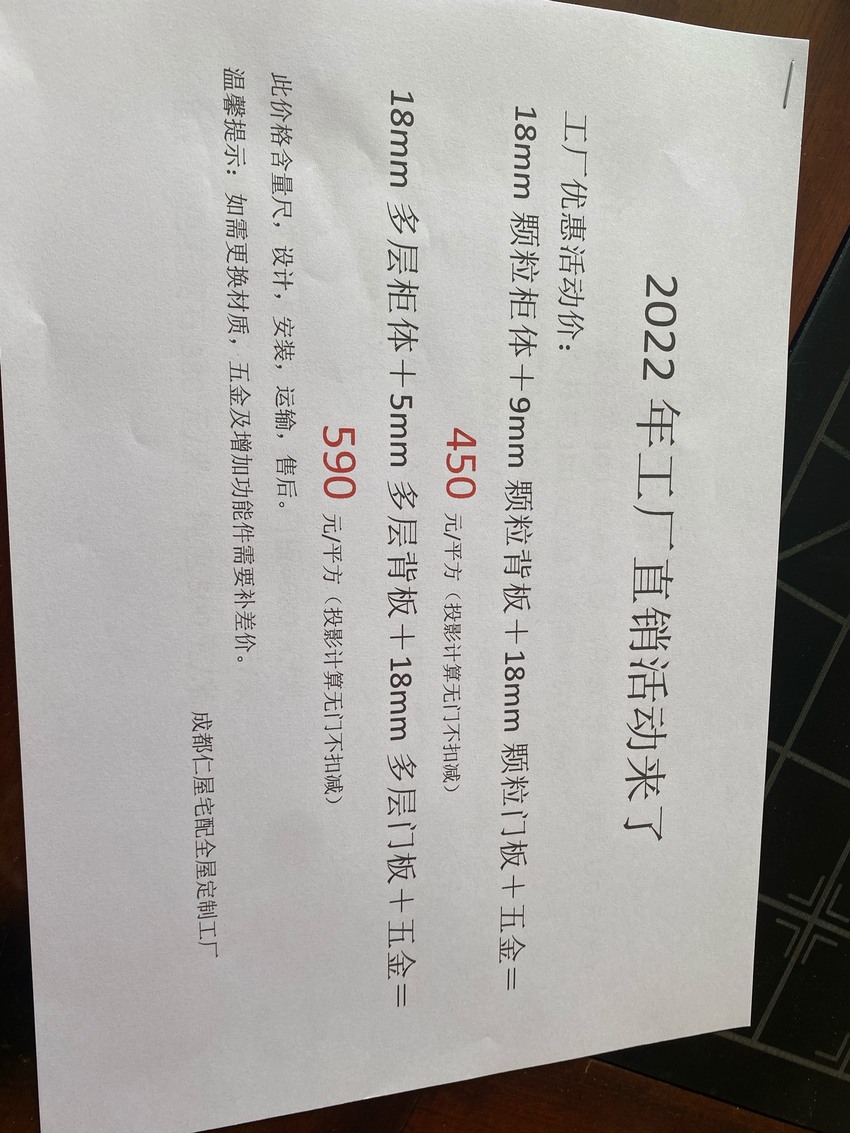 2022 年工厂直销活动来了
工厂优惠活动价：
18mm 颗粒柜体＋9mm 颗粒背板＋18mm 颗粒门板＋五金＝
450 元/平方（投影计算无门不扣减）
18mm 多层柜体＋5mm 多层背板＋18mm 多层门板＋五金＝
590 元/平方（投影计算无门不扣减）
此价格含量尺，设计，安装，运输，售后。
温馨提示：如需更换材质，五金及增加功能件需要补差价。
成都仁屋宅配全屋定制工厂